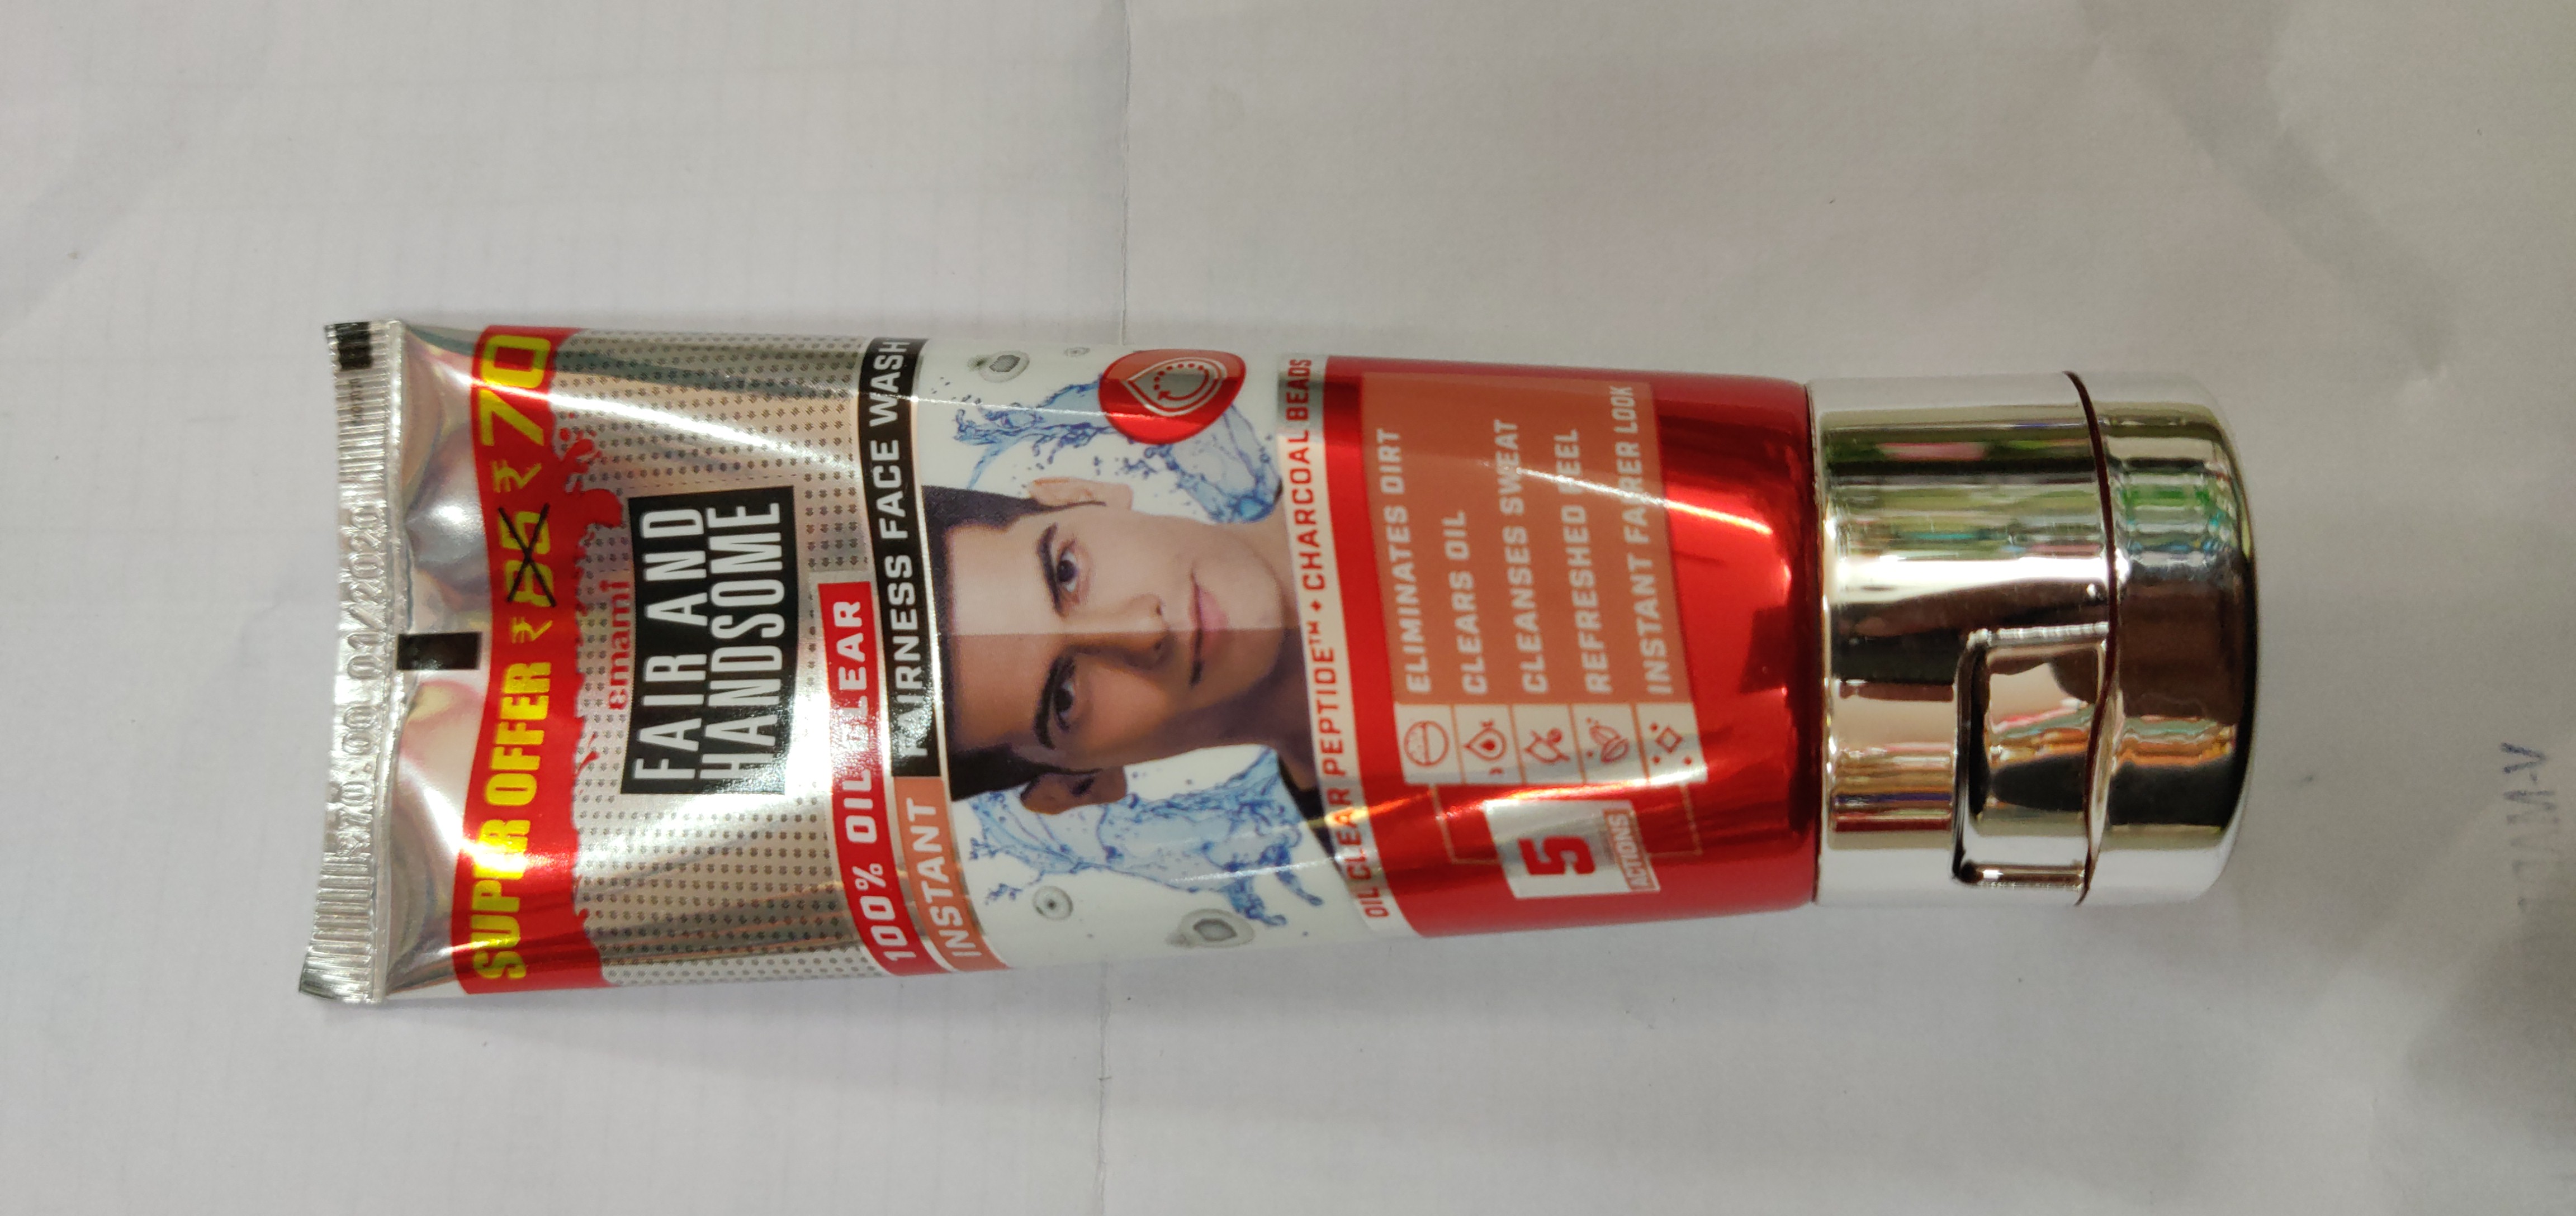 ₹70.00 01/2020
SUPER OFFER ₹85 ₹70
emami
FAIR AND
HANDSOME
100% OIL CLEAR
INSTANT FAIRNESS FACE WASH
OIL CLEAR PEPTIDE™ + CHARCOAL BEADS
5
ACTIONS
ELIMINATES DIRT
CLEARS OIL
CLEANSES SWEAT
REFRESHED FEEL
INSTANT FAIRER LOOK